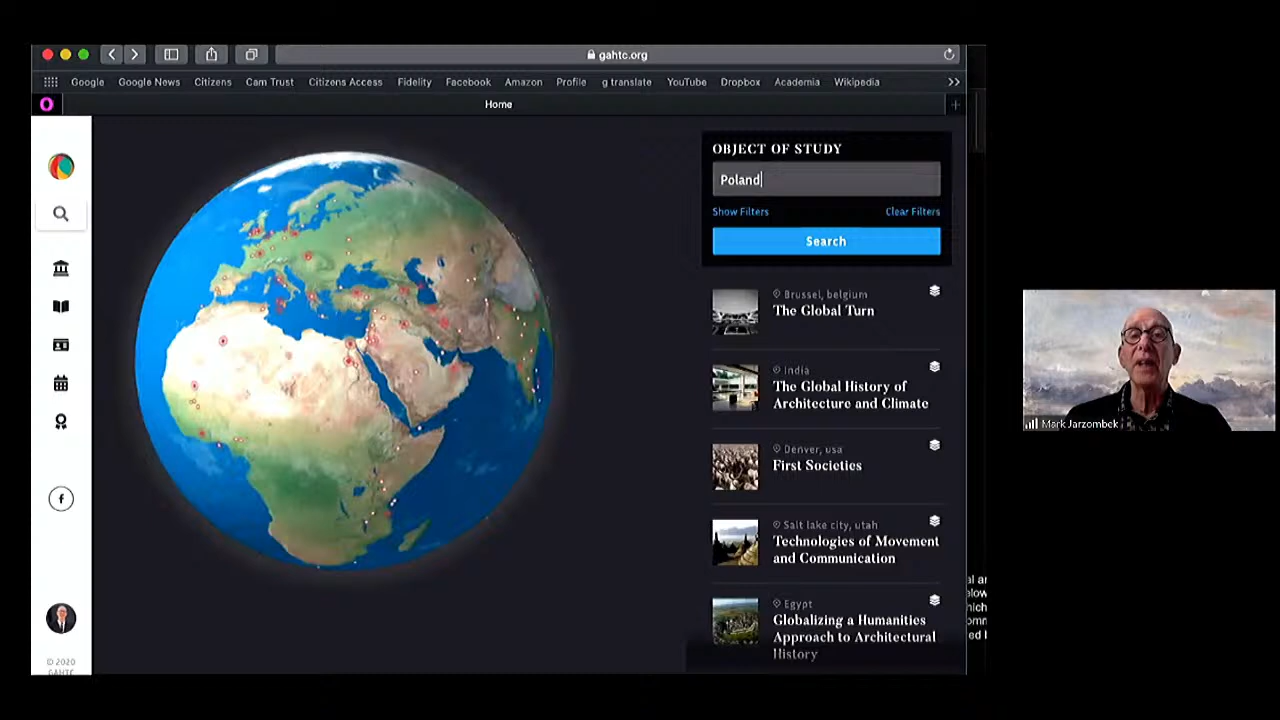 gahtc.org
Google Google News Citizens Cam Trust Citizens Access Fidelity Facebook Amazon Profile g translate YouTube Dropbox Academia Wikipedia >>
Home
OBJECT OF STUDY
Poland
Show Filters Clear Filters
Search
Brussel, belgium
The Global Turn
India
The Global History of
Architecture and Climate
Denver, usa
First Societies
Salt lake city, utah
Technologies of Movement
and Communication
Egypt
Globalizing a Humanities
Approach to Architectural
History
© 2020
GAHTC
Mark Jarzombek